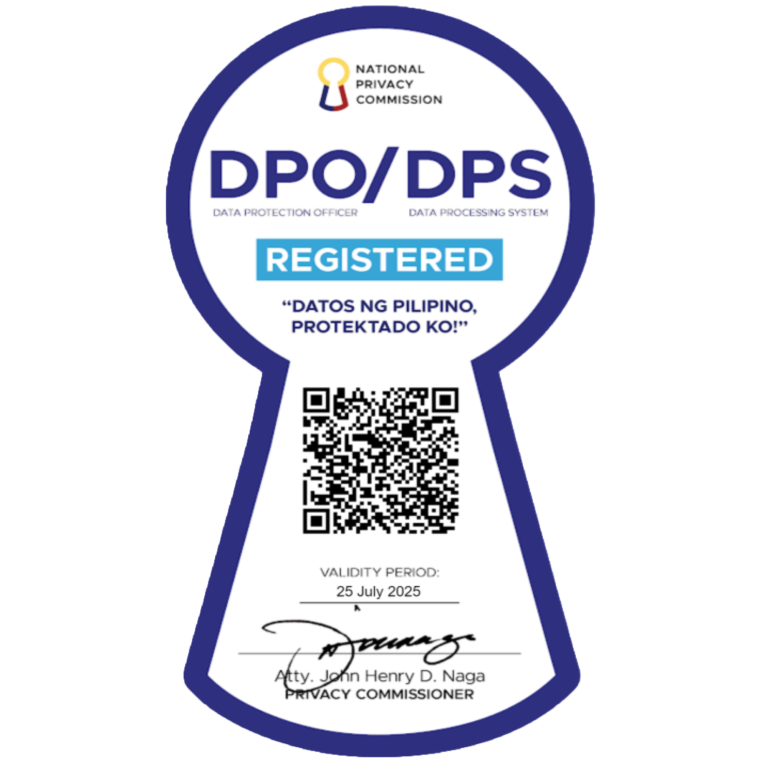 NATIONAL
PRIVACY
COMMISSION
DPO/DPS
DATA PROTECTION OFFICER DATA PROCESSING SYSTEM
REGISTERED
“DATOS NG PILIPINO,
PROTEKTADO KO!”
VALIDITY PERIOD:
25 July 2025
Atty. John Henry D. Naga
PRIVACY COMMISSIONER